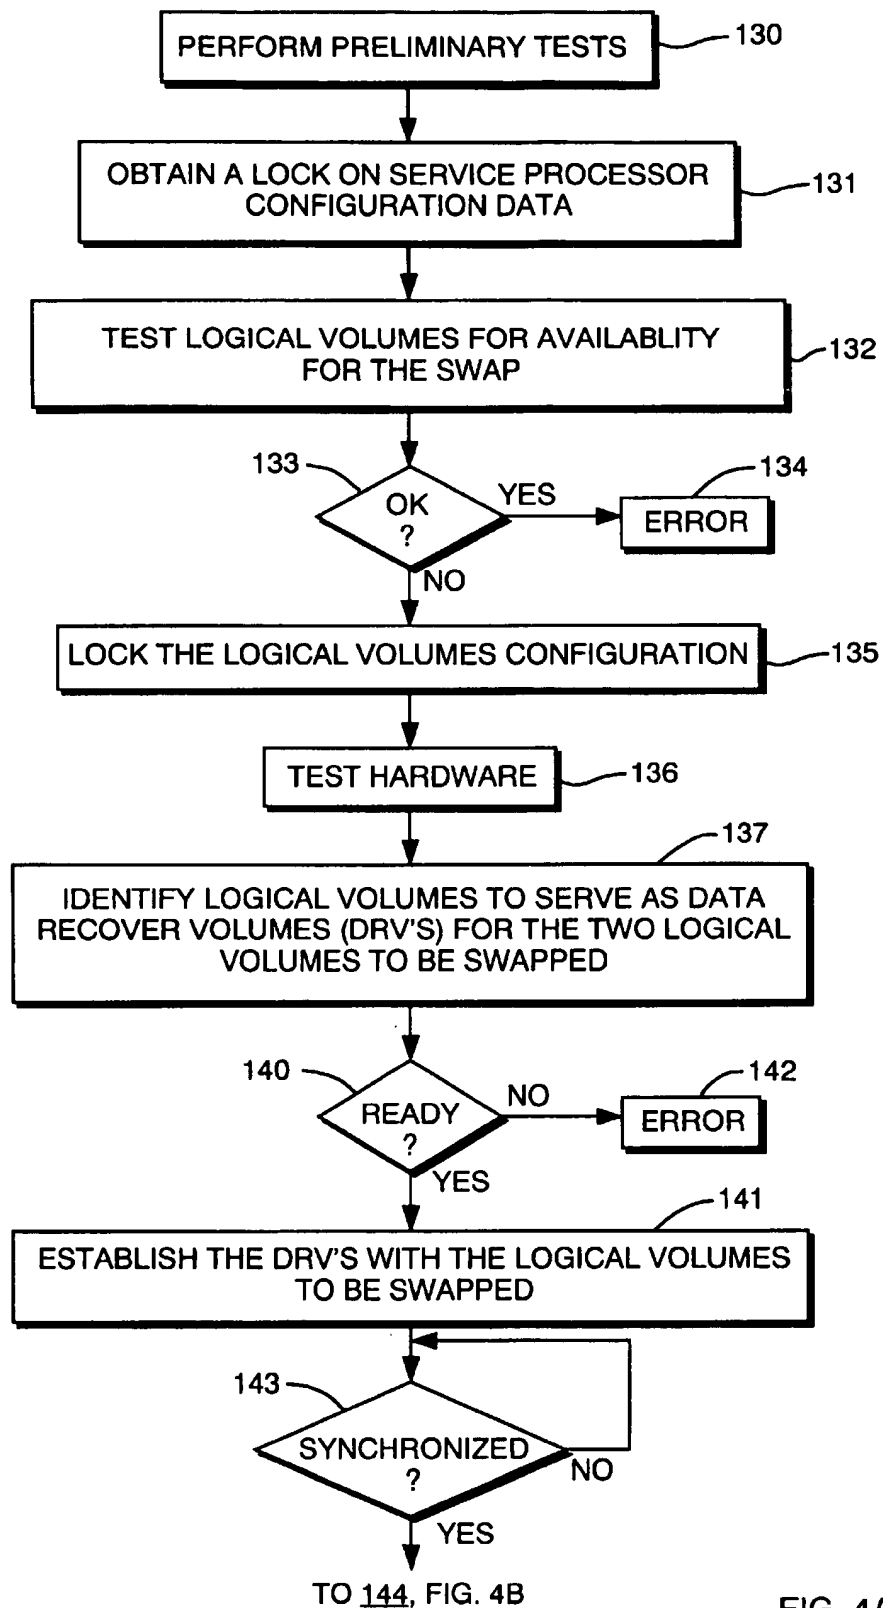 PERFORM PRELIMINARY TESTS
130
OBTAIN A LOCK ON SERVICE PROCESSOR
CONFIGURATION DATA
131
TEST LOGICAL VOLUMES FOR AVAILABLITY
FOR THE SWAP
132
133
OK
?
YES
134
ERROR
NO
LOCK THE LOGICAL VOLUMES CONFIGURATION
135
TEST HARDWARE
136
137
IDENTIFY LOGICAL VOLUMES TO SERVE AS DATA
RECOVER VOLUMES (DRV'S) FOR THE TWO LOGICAL
VOLUMES TO BE SWAPPED
140
READY
?
NO
142
ERROR
YES
141
ESTABLISH THE DRV'S WITH THE LOGICAL VOLUMES
TO BE SWAPPED
143
SYNCHRONIZED
?
NO
YES
TO 144, FIG. 4B
FIG.